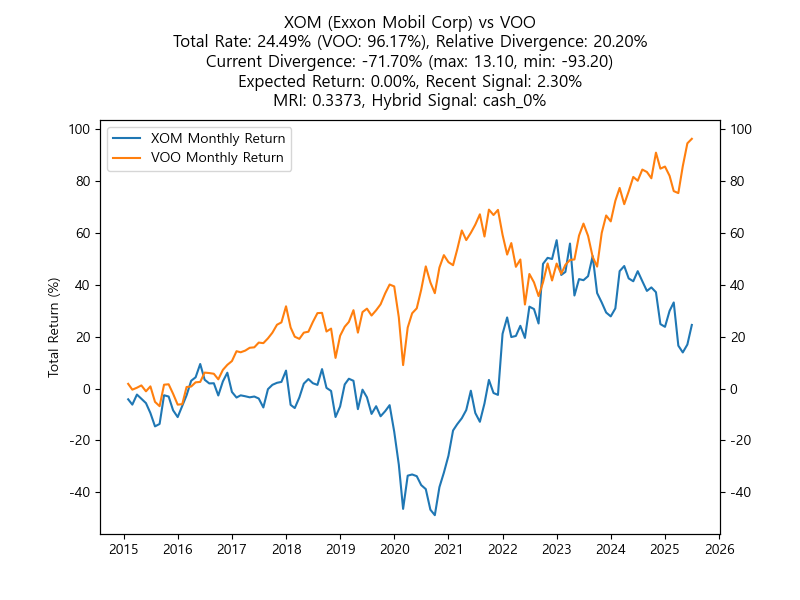 XOM (Exxon Mobil Corp) vs VOO
Total Rate: 24.49% (VOO: 96.17%), Relative Divergence: 20.20%
Current Divergence: -71.70% (max: 13.10, min: -93.20)
Expected Return: 0.00%, Recent Signal: 2.30%
MRI: 0.3373, Hybrid Signal: cash_0%
XOM Monthly Return
VOO Monthly Return
Total Return (%)
100
80
60
40
20
0
-20
-40
100
80
60
40
20
0
-20
-40
2015 2016 2017 2018 2019 2020 2021 2022 2023 2024 2025 2026